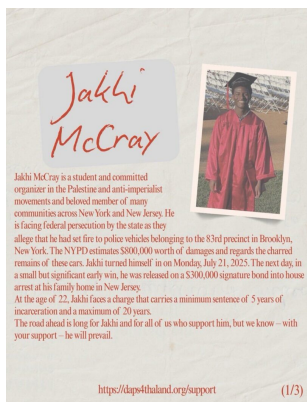 Jakhi
McCray
Jakhi McCray is a student and committed
organizer in the Palestine and anti-imperialist
movements and beloved member of many
communities across New York and New Jersey. He
is facing federal persecution by the state as they
allege that he had set fire to police vehicles belonging to the 83rd precinct in Brooklyn,
New York. The NYPD estimates $800,000 worth of damages and regards the charred
remains of these cars. Jakhi turned himself in on Monday, July 21, 2025. The next day, in
a small but significant early win, he was released on a $300,000 signature bond into house
arrest at his family home in New Jersey.
At the age of 22, Jakhi faces a charge that carries a minimum sentence of 5 years of
incarceration and a maximum of 20 years.
The road ahead is long for Jakhi and for all of us who support him, but we know – with
your support – he will prevail.
https://daps4thaland.org/support
(1/3)